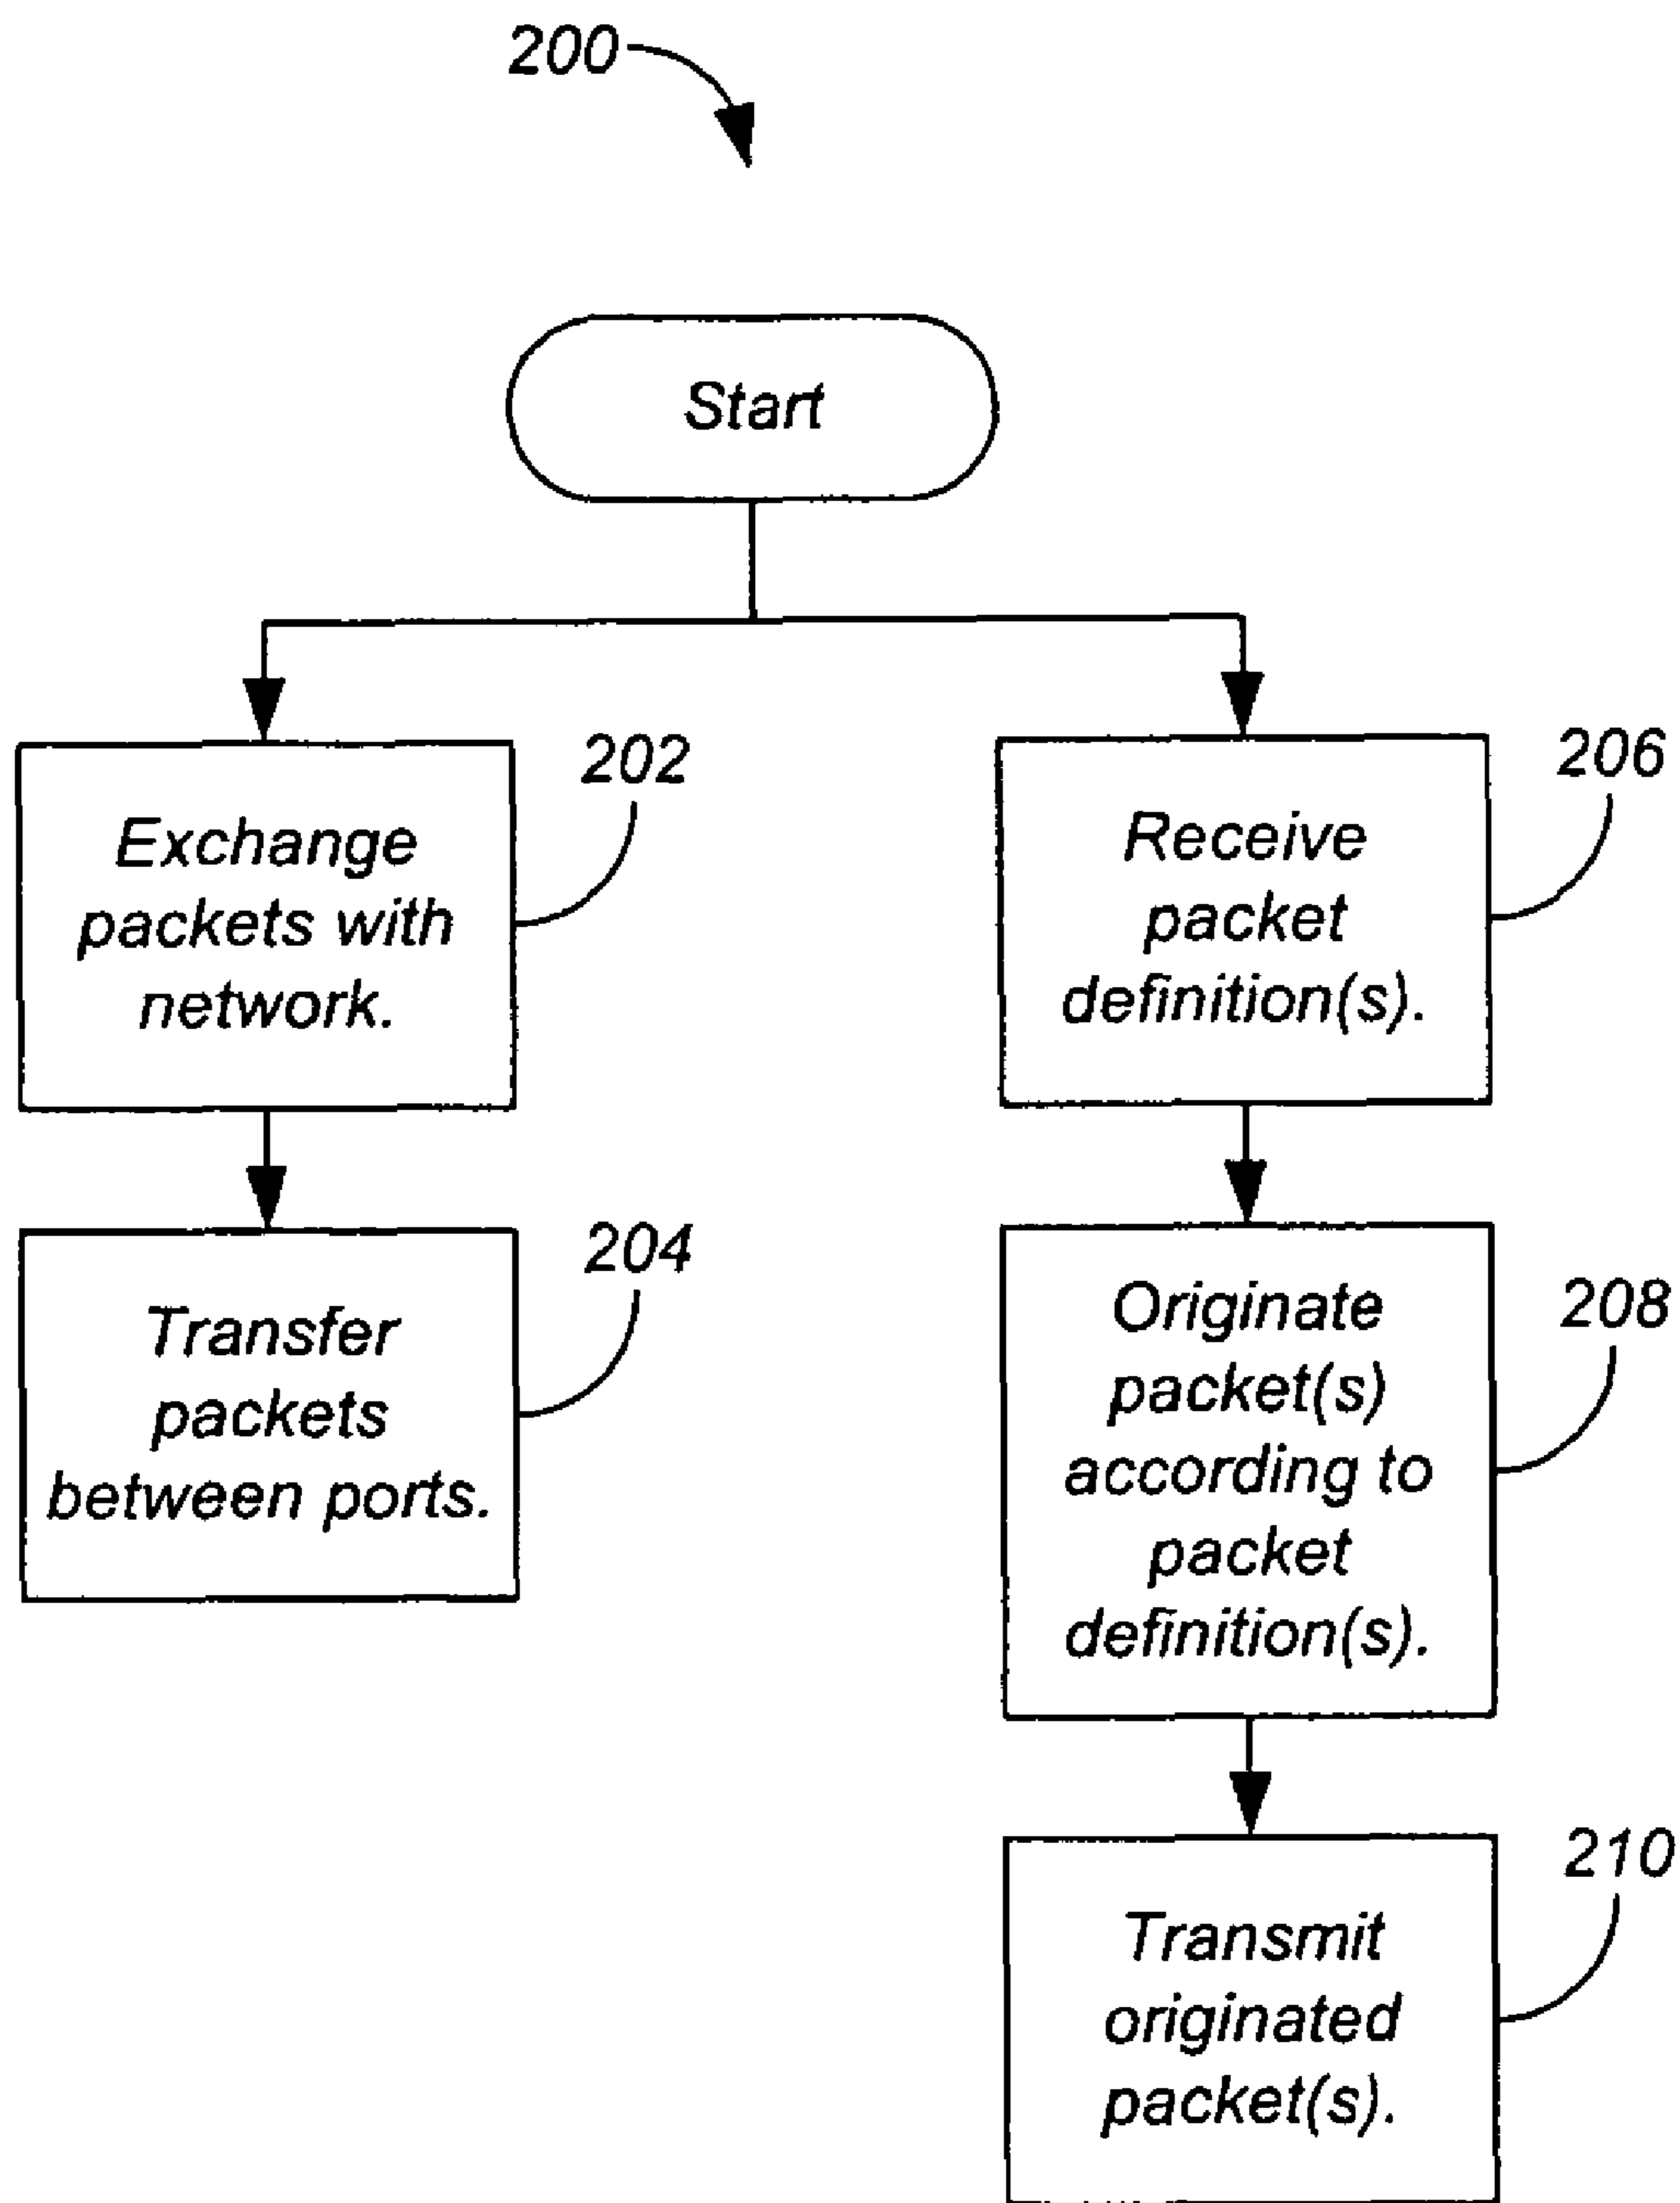 200
Start
202
Exchange
packets with
network.
204
Transfer
packets
between ports.
206
Receive
packet
definition(s).
208
Originate
packet(s)
according to
packet
definition(s).
210
Transmit
originated
packet(s).